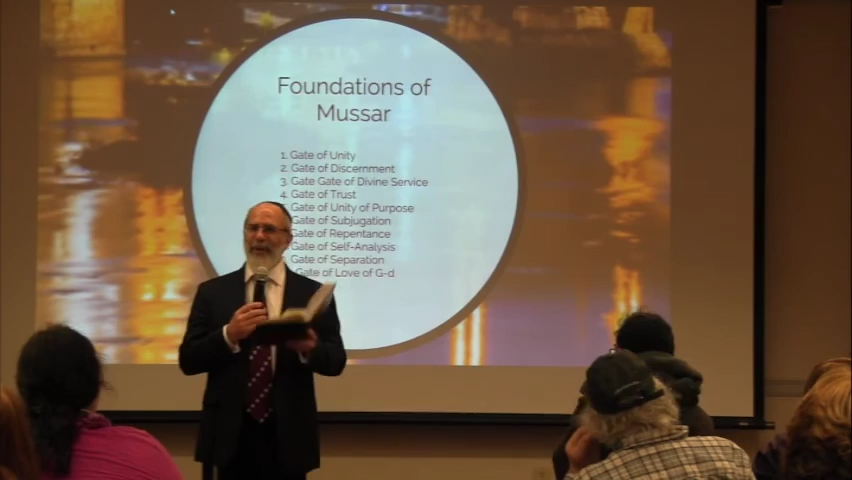 Foundations of
Mussar
1. Gate of Unity
2. Gate of Discernment
3. Gate Gate of Divine Service
4. Gate of Trust
Gate of Unity of Purpose
Gate of Subjugation
Gate of Repentance
Gate of Self-Analysis
Gate of Separation
Gate of Love of G-d